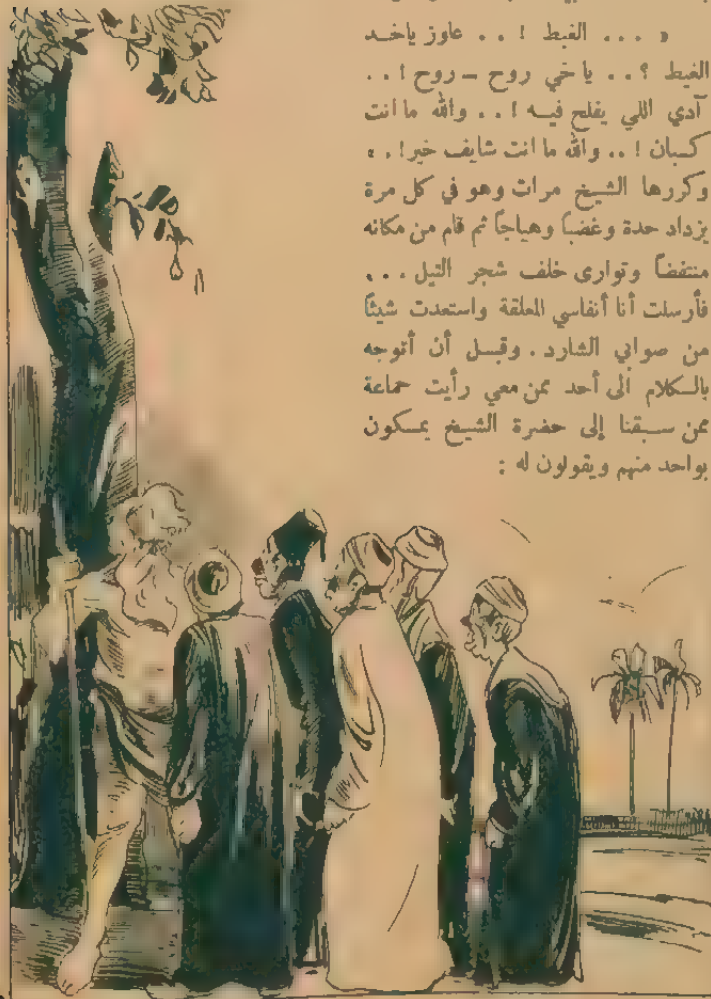 « ... الغيط ! .. عاوز ياخد
الغيط ؟ .. ياخي روح – روح ! ..
آدي اللي يفلح فيه ! .. والله ما انت
كسبان ! .. والله ما انت شايف خير ! . »
وكررها الشيخ مرات وهو في كل مرة
يزداد حدة وغضباً وهياجاً ثم قام من مكانه
منتفضاً وتوارى خلف شجر التيل ...
فأرسلت أنا أنفاسي المعلقة واستعدت شيئاً
من صوابي الشارد . وقبل أن أتوجه
بالكلام الى أحد ممن معي رأيت جماعة
ممن سبقنا إلى حضرة الشيخ يمسكون
بواحد منهم ويقولون له :